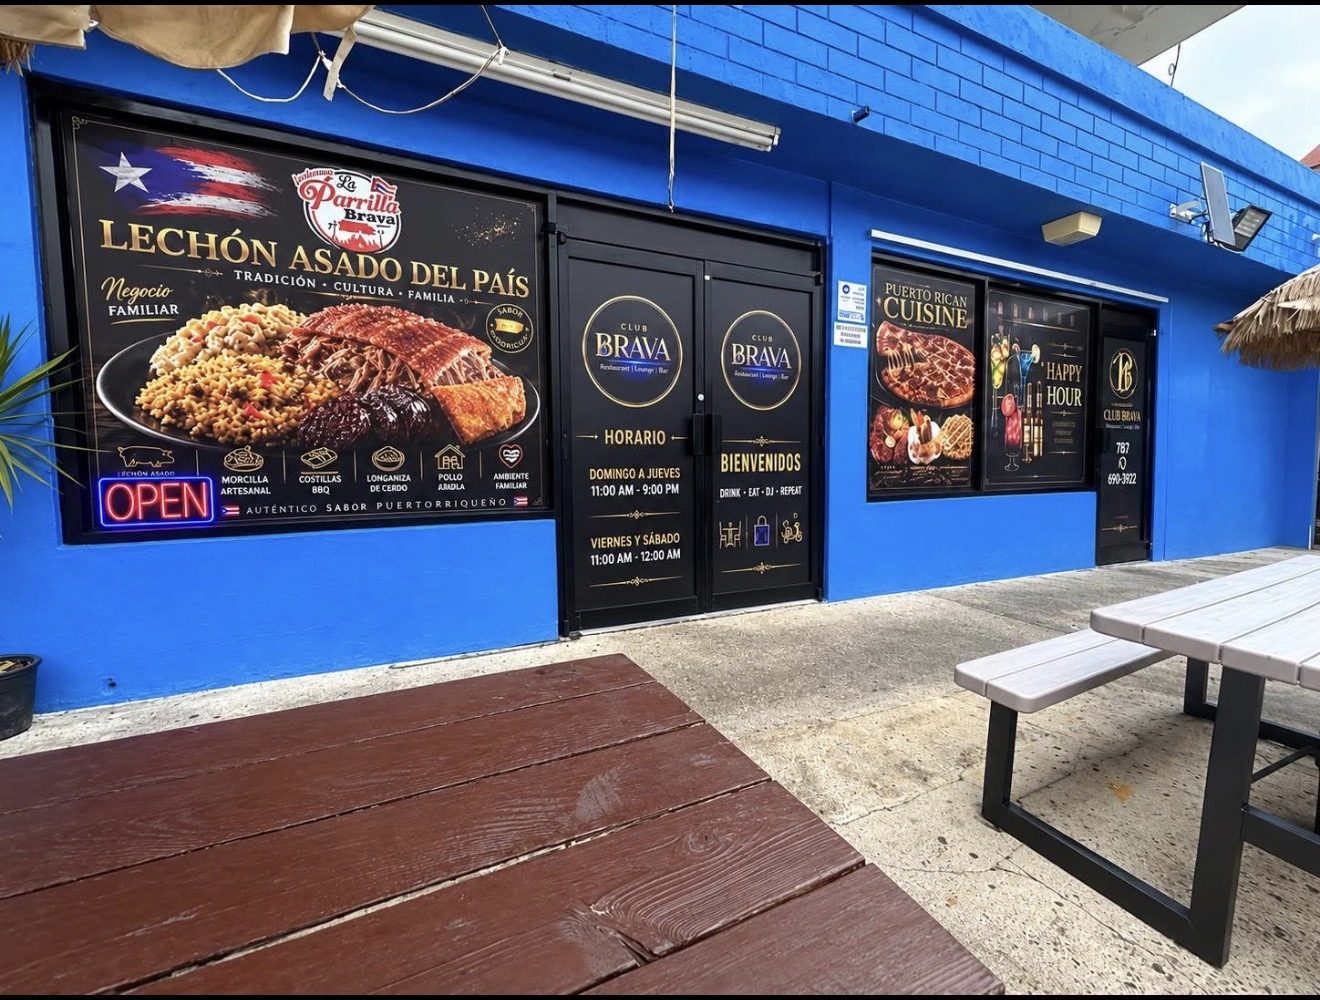 La
Parrilla
Brava
LECHÓN ASADO DEL PAÍS
TRADICIÓN • CULTURA • FAMILIA
Negocio
FAMILIAR
SABOR
LECHÓN ASADO
MORCILLA
ARTESANAL
COSTILLAS
BBQ
LONGANIZA
DE CERDO
POLLO
AMBIENTE
FAMILIAR
OPEN
AUTÉNTICO SABOR PUERTORRIQUEÑO
CLUB
BRAVA
Restaurant | Lounge | Bar
HORARIO
DOMINGO A JUEVES
11:00 AM - 9:00 PM
VIERNES Y SÁBADO
11:00 AM - 12:00 AM
CLUB
BRAVA
Restaurant | Lounge | Bar
BIENVENIDOS
DRINK • EAT • DJ • REPEAT
PUERTO RICAN
CUISINE
HAPPY
HOUR
CLUB BRAVA
Restaurant | Lounge | Bar
787
690-3922